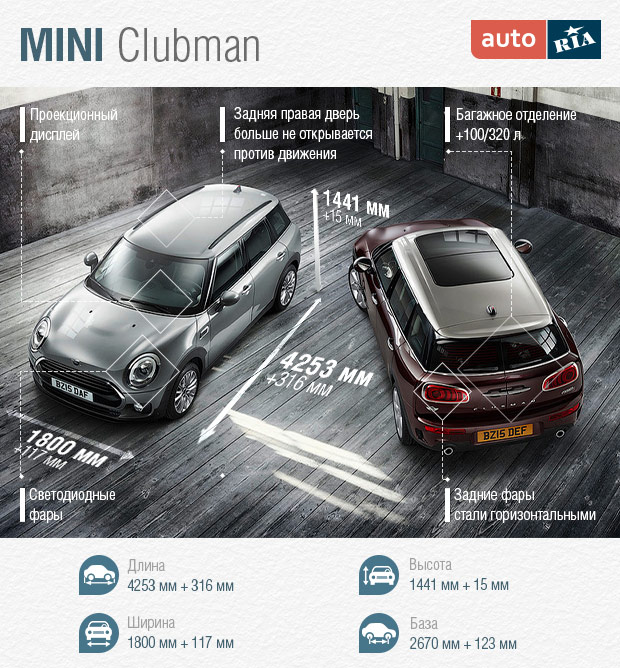 MINI Clubman
auto RIA
Проекционный
дисплей
Задняя правая дверь
больше не открывается
против движения
Багажное отделение
+100/320 л
1441 мм
+15 мм
4253 мм
+316 мм
1800 мм
+117 мм
BZ15 DAF
CLUBMAN
BZ15 DEF
Светодиодные
фары
Задние фары
стали горизонтальными
Длина
4253 мм + 316 мм
Высота
1441 мм + 15 мм
Ширина
1800 мм + 117 мм
База
2670 мм + 123 мм